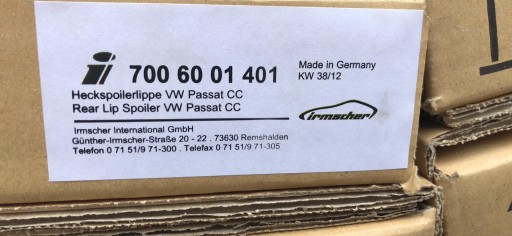 i 700 60 01 401
Made in Germany
KW 38/12
Heckspoilerlippe VW Passat CC
Rear Lip Spoiler VW Passat CC
irmscher
Irmscher International GmbH
Günther-Irmscher-Straße 20 - 22 . 73630 Remshalden
Telefon 0 71 51/9 71-300 . Telefax 0 71 51/9 71-305